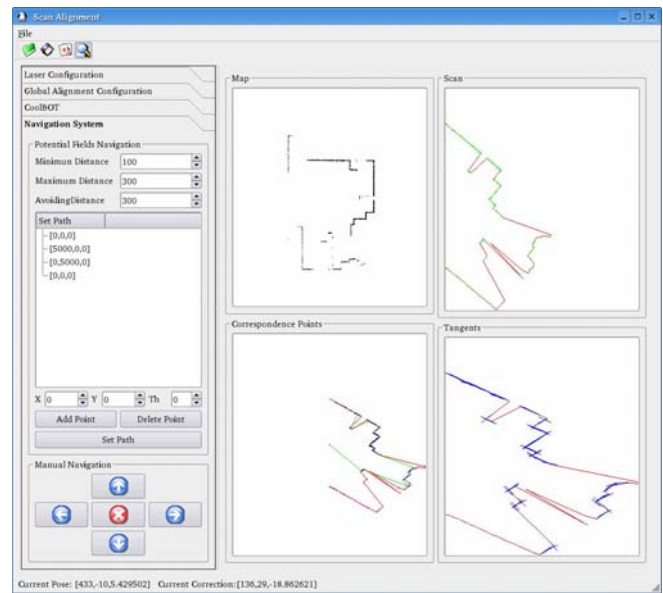 Scan Alignment
File
Laser Configuration
Global Alignment Configuration
CoolBOT
Navigation System
Potential Fields Navigation
Minimun Distance 100
Maximum Distance 300
AvoidingDistance 300
Set Path
[0,0,0]
[5000,0,0]
[0,5000,0]
[0,0,0]
X 0 Y 0 Th 0
Add Point Delete Point
Set Path
Manual Navigation
Map
Scan
Correspondence Points
Tangents
Current Pose: [433,-10,5.429502] Current Correction:[136,29,-18.862621]